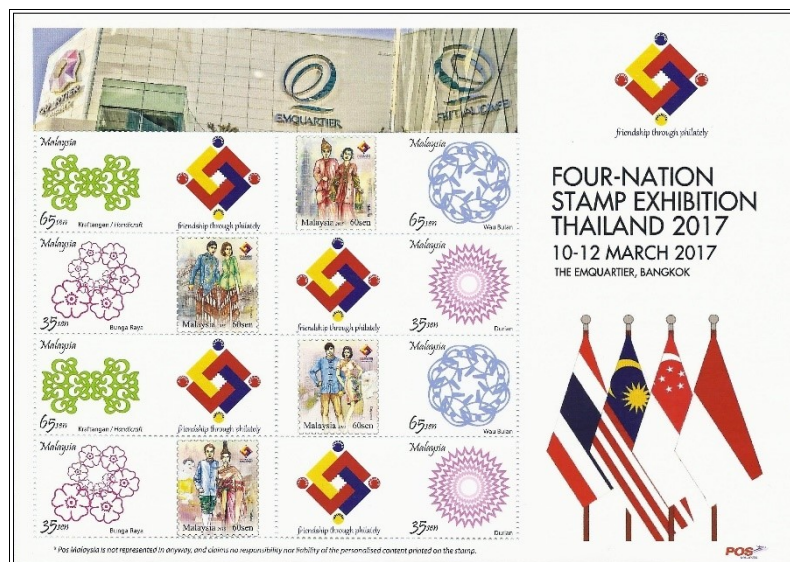 EMQUARTIER
friendship through philately
FOUR-NATION
STAMP EXHIBITION
THAILAND 2017
10-12 MARCH 2017
THE EMQUARTIER, BANGKOK
Malaysia
65sen
Kraftangan / Handicraft
friendship through philately
Malaysia 2017 60sen
Malaysia
65sen
Wau Bulan
Malaysia
35sen
Bunga Raya
Malaysia 2017 60sen
friendship through philately
Malaysia
35sen
Durian
Malaysia
65sen
Kraftangan / Handicraft
friendship through philately
Malaysia 2017 60sen
Malaysia
65sen
Wau Bulan
Malaysia
35sen
Bunga Raya
Malaysia 2017 60sen
friendship through philately
Malaysia
35sen
Durian
* Pos Malaysia is not represented in anyway, and claims no responsibility nor liability of the personalised content printed on the stamp.
POS